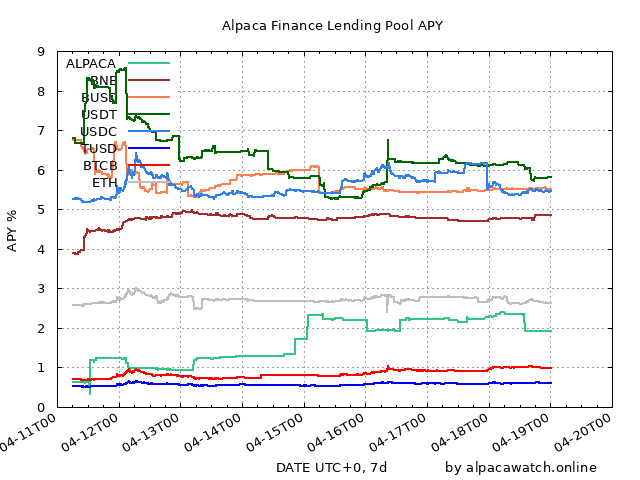 Alpaca Finance Lending Pool APY
9
8
7
6
5
4
3
2
1
0
APY %
ALPACA
BNB
BUSD
USDT
USDC
TUSD
BTCB
ETH
04-11T00
04-12T00
04-13T00
04-14T00
04-15T00
04-16T00
04-17T00
04-18T00
04-19T00
04-20T00
DATE UTC+0, 7d
by alpacawatch.online